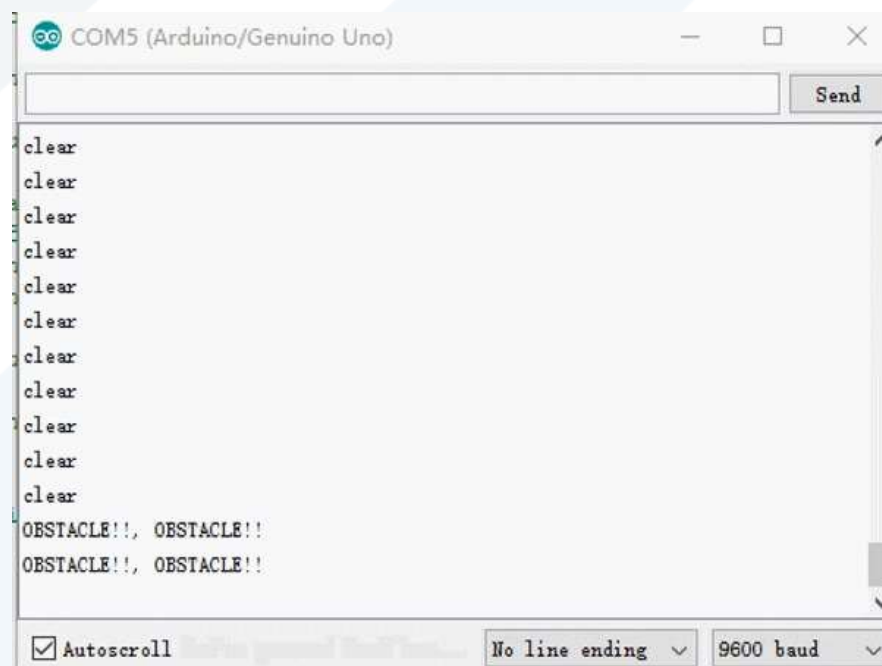 COM5 (Arduino/Genuino Uno)
Send
clear
clear
clear
clear
clear
clear
clear
clear
clear
clear
clear
OBSTACLE!!, OBSTACLE!!
OBSTACLE!!, OBSTACLE!!
Autoscroll
No line ending
9600 baud